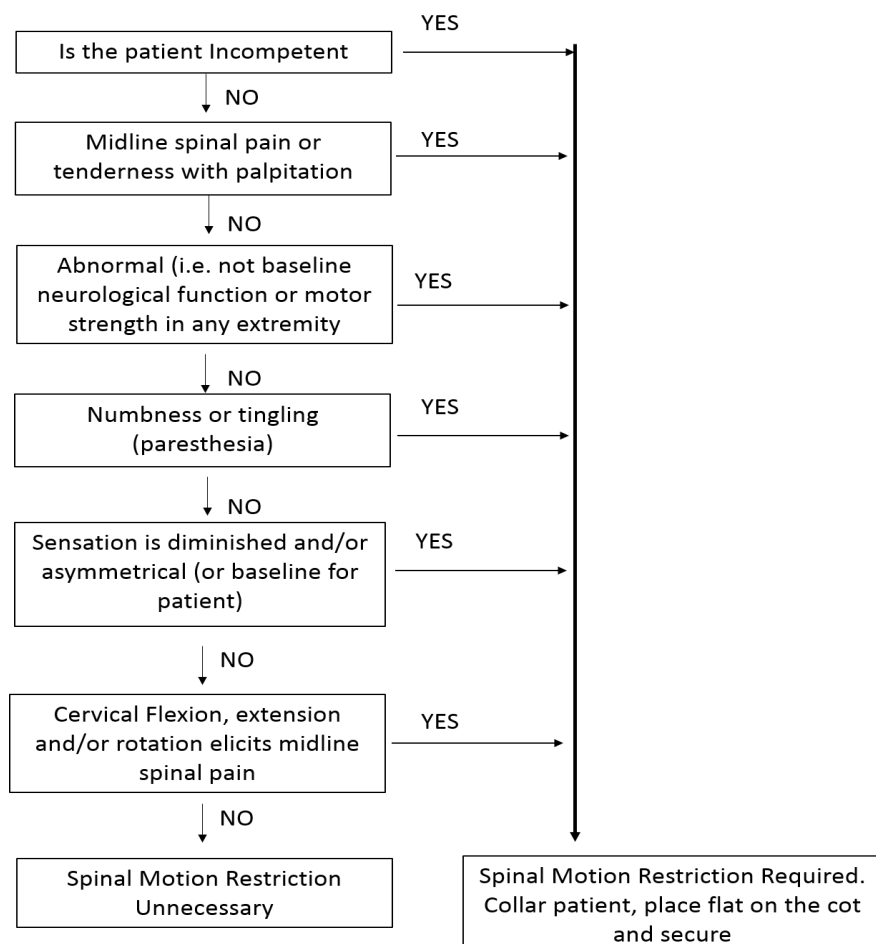 YES
Is the patient Incompetent
NO
Midline spinal pain or
tenderness with palpitation
YES
NO
Abnormal (i.e. not baseline
neurological function or motor
strength in any extremity
YES
NO
Numbness or tingling
(paresthesia)
YES
NO
Sensation is diminished and/or
asymmetrical (or baseline for
patient)
YES
NO
Cervical Flexion, extension
and/or rotation elicits midline
spinal pain
YES
NO
Spinal Motion Restriction
Unnecessary
Spinal Motion Restriction Required.
Collar patient, place flat on the cot
and secure